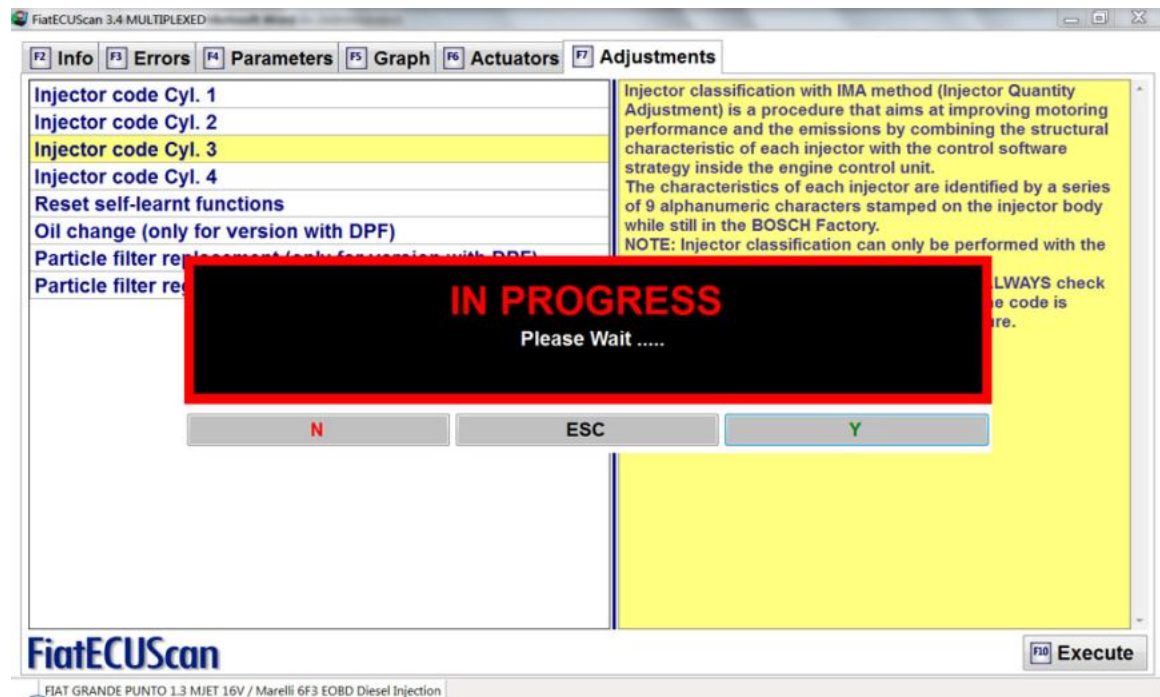 FiatECUScan 3.4 MULTIPLEXED
F2 Info F3 Errors F4 Parameters F5 Graph F6 Actuators F7 Adjustments
Injector code Cyl. 1
Injector code Cyl. 2
Injector code Cyl. 3
Injector code Cyl. 4
Reset self-learnt functions
Oil change (only for version with DPF)
Particle filter replacement (only for version with DPF)
Particle filter re
Injector classification with IMA method (Injector Quantity
Adjustment) is a procedure that aims at improving motoring
performance and the emissions by combining the structural
characteristic of each injector with the control software
strategy inside the engine control unit.
The characteristics of each injector are identified by a series
of 9 alphanumeric characters stamped on the injector body
while still in the BOSCH Factory.
NOTE: Injector classification can only be performed with the
ALWAYS check
code is
IN PROGRESS
Please Wait .....
N ESC Y
FiatECUScan
F10 Execute
FIAT GRANDE PUNTO 1.3 MJET 16V / Marelli 6F3 EOBD Diesel Injection